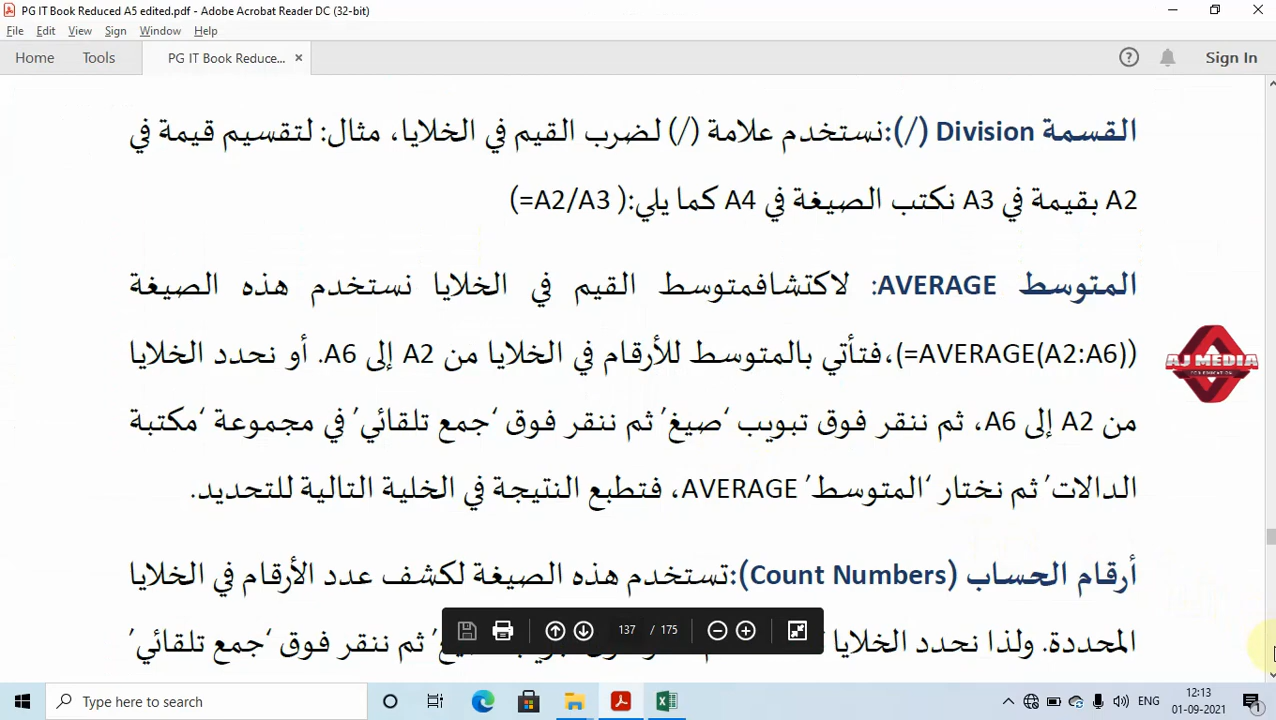 PG IT Book Reduced A5 edited.pdf - Adobe Acrobat Reader DC (32-bit)
File Edit View Sign Window Help
Home Tools PG IT Book Reduce... × Sign In
القسمة Division (/):نستخدم علامة (/) لضرب القيم في الخلايا، مثال: لتقسيم قيمة في
A2 بقيمة في A3 نكتب الصيغة في A4 كما يلي:( =A2/A3)
المتوسط AVERAGE: لاكتشافمتوسط القيم في الخلايا نستخدم هذه الصيغة
(=AVERAGE(A2:A6))،فتأتي بالمتوسط للأرقام في الخلايا من A2 إلى A6. أو نحدد الخلايا
من A2 إلى A6، ثم ننقر فوق تبويب ‘صيغ’ ثم ننقر فوق ‘جمع تلقائي’ في مجموعة ‘مكتبة
الدالات’ ثم نختار ‘المتوسط’ AVERAGE، فتطبع النتيجة في الخلية التالية للتحديد.
أرقام الحساب (Count Numbers):تستخدم هذه الصيغة لكشف عدد الأرقام في الخلايا
المحددة. ولذا نحدد الخلايا ثم ننقر فوق ‘جمع تلقائي’
AJ MEDIA
FOR EDUCATION
137 / 175
Type here to search
ENG
12:13
01-09-2021
1